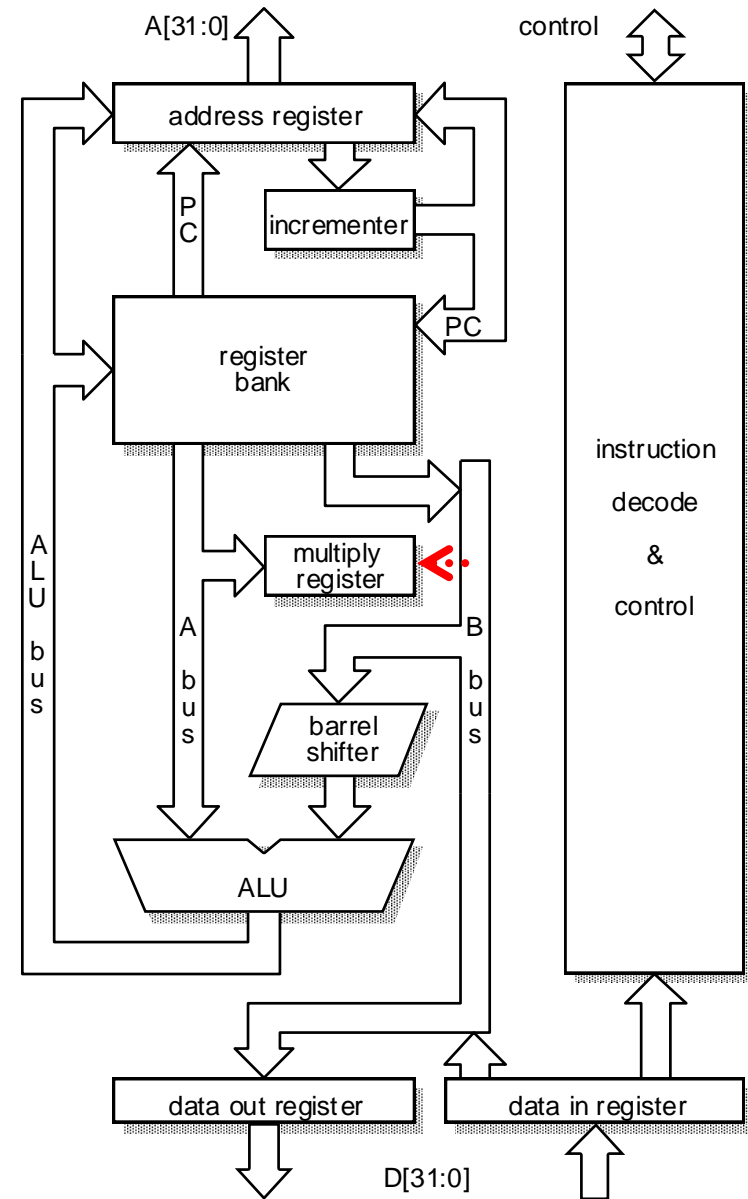 A[31:0]
control
address register
P
C
incrementer
PC
register
bank
instruction
decode
&
control
A
L
U
b
u
s
multiply
register
A
b
u
s
B
b
u
s
barrel
shifter
ALU
data out register
data in register
D[31:0]